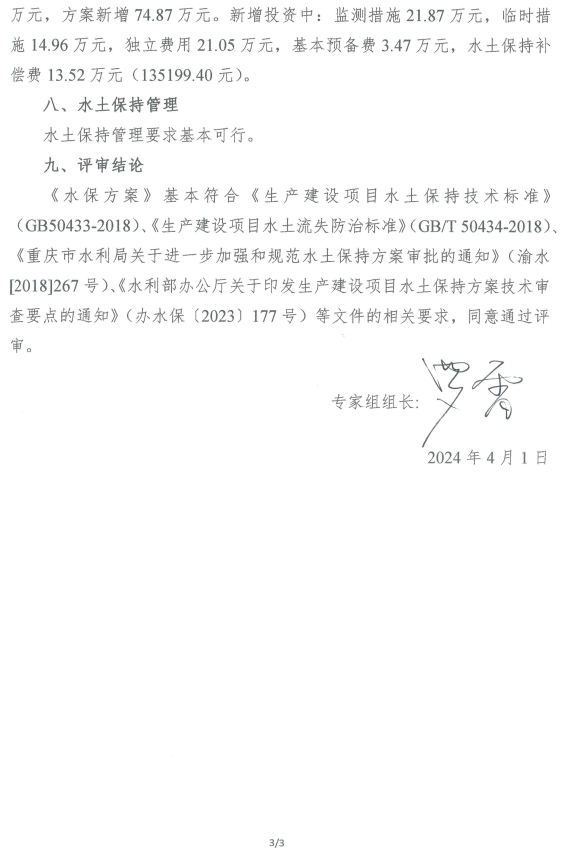 万元，方案新增 74.87 万元。新增投资中：监测措施 21.87 万元，临时措
施 14.96 万元，独立费用 21.05 万元，基本预备费 3.47 万元，水土保持补
偿费 13.52 万元（135199.40 元）。
八、水土保持管理
水土保持管理要求基本可行。
九、评审结论
《水保方案》基本符合《生产建设项目水土保持技术标准》
（GB50433-2018）、《生产建设项目水土流失防治标准》（GB/T 50434-2018）、
《重庆市水利局关于进一步加强和规范水土保持方案审批的通知》（渝水
[2018]267 号）、《水利部办公厅关于印发生产建设项目水土保持方案技术审
查要点的通知》（办水保〔2023〕177 号）等文件的相关要求，同意通过评
审。
专家组组长：
2024 年 4 月 1 日
3/3